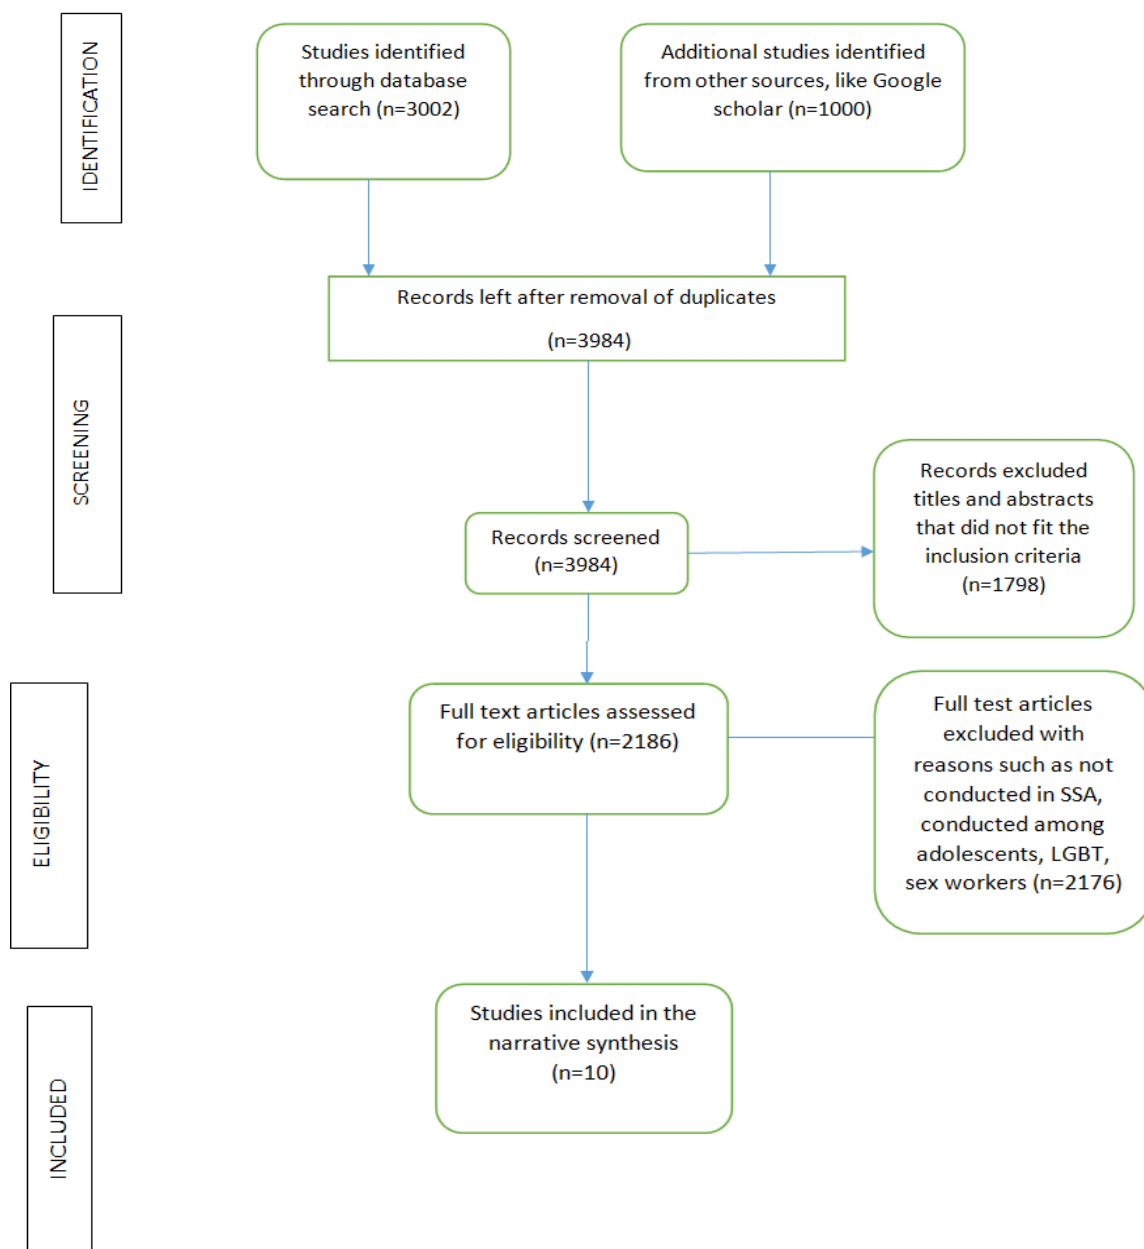 IDENTIFICATION
Studies identified
through database
search (n=3002)
Additional studies identified
from other sources, like Google
scholar (n=1000)
Records left after removal of duplicates
(n=3984)
SCREENING
Records screened
(n=3984)
Records excluded
titles and abstracts
that did not fit the
inclusion criteria
(n=1798)
ELIGIBILITY
Full text articles assessed
for eligibility (n=2186)
Full test articles
excluded with
reasons such as not
conducted in SSA,
conducted among
adolescents, LGBT,
sex workers (n=2176)
INCLUDED
Studies included in the
narrative synthesis
(n=10)